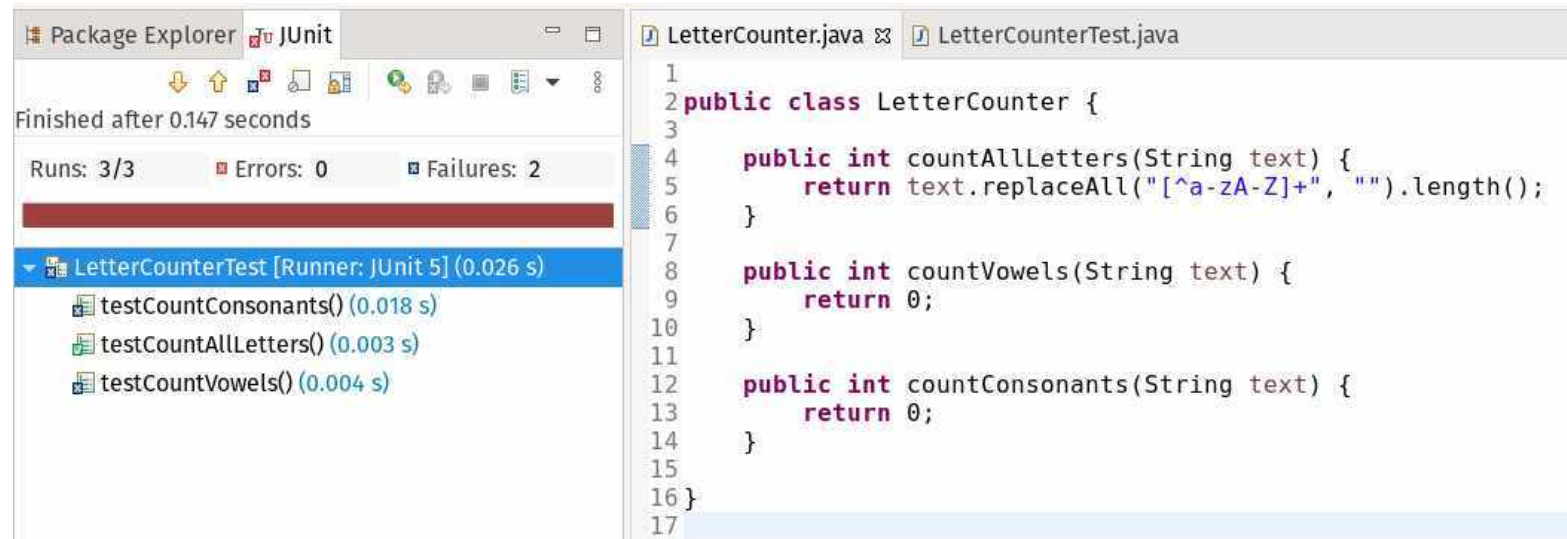 Package Explorer JUnit
Finished after 0.147 seconds
Runs: 3/3 Errors: 0 Failures: 2
LetterCounterTest [Runner: JUnit 5] (0.026 s)
testCountConsonants() (0.018 s)
testCountAllLetters() (0.003 s)
testCountVowels() (0.004 s)
LetterCounter.java LetterCounterTest.java
1
2 public class LetterCounter {
3
4     public int countAllLetters(String text) {
5         return text.replaceAll("[^a-zA-Z]+", "").length();
6     }
7
8     public int countVowels(String text) {
9         return 0;
10     }
11
12     public int countConsonants(String text) {
13         return 0;
14     }
15
16 }
17